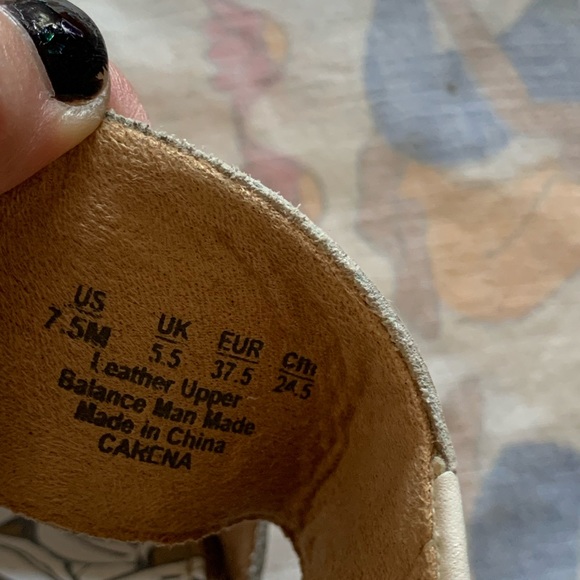 US UK EUR Cm
7.5M 5.5 37.5 24.5
Leather Upper
Balance Man Made
Made in China
CARENA